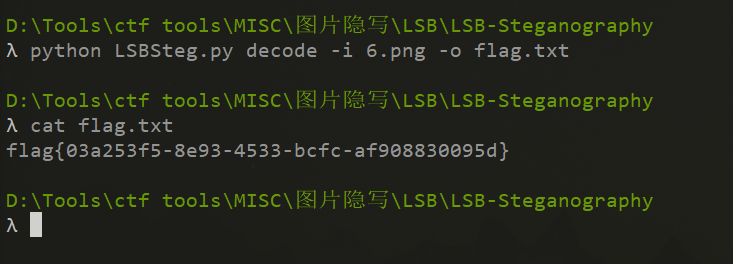 D:\Tools\ctf tools\MISC\图片隐写\LSB\LSB-Steganography
λ python LSBSteg.py decode -i 6.png -o flag.txt
D:\Tools\ctf tools\MISC\图片隐写\LSB\LSB-Steganography
λ cat flag.txt
flag{03a253f5-8e93-4533-bcfc-af908830095d}
D:\Tools\ctf tools\MISC\图片隐写\LSB\LSB-Steganography
λ